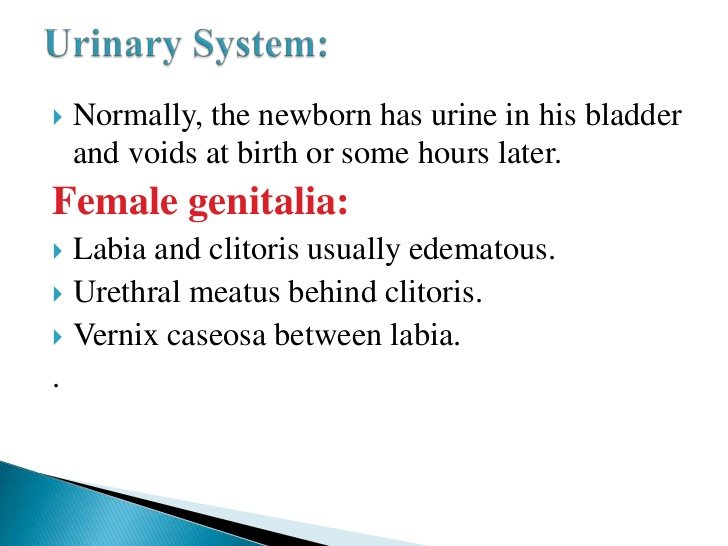 Urinary System:
Normally, the newborn has urine in his bladder
and voids at birth or some hours later.
Female genitalia:
Labia and clitoris usually edematous.
Urethral meatus behind clitoris.
Vernix caseosa between labia.
.